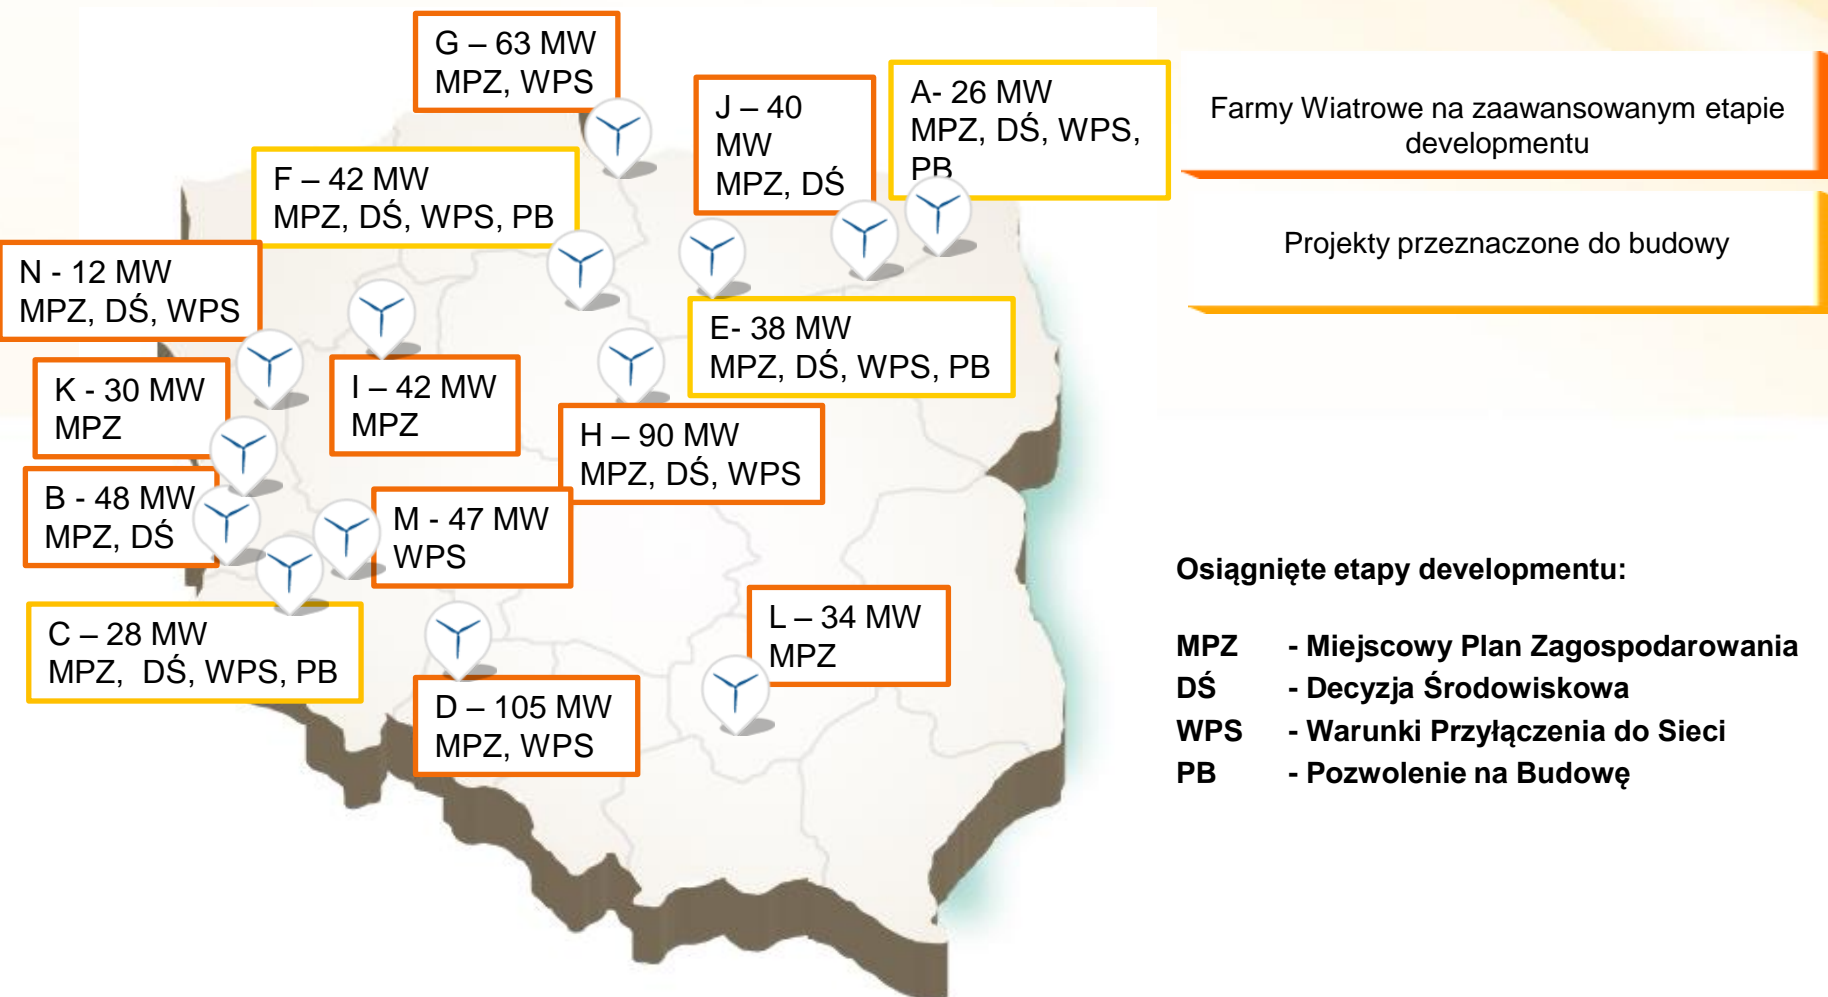 G – 63 MW
MPZ, WPS
J – 40
MW
MPZ, DŚ
A- 26 MW
MPZ, DŚ, WPS,
PB
F – 42 MW
MPZ, DŚ, WPS, PB
N - 12 MW
MPZ, DŚ, WPS
E- 38 MW
MPZ, DŚ, WPS, PB
K - 30 MW
MPZ
I – 42 MW
MPZ
H – 90 MW
MPZ, DŚ, WPS
B - 48 MW
MPZ, DŚ
M - 47 MW
WPS
C – 28 MW
MPZ,  DŚ, WPS, PB
L – 34 MW
MPZ
D – 105 MW
MPZ, WPS
Farmy Wiatrowe na zaawansowanym etapie
developmentu
Projekty przeznaczone do budowy
Osiągnięte etapy developmentu:
MPZ - Miejscowy Plan Zagospodarowania
DŚ - Decyzja Środowiskowa
WPS - Warunki Przyłączenia do Sieci
PB - Pozwolenie na Budowę